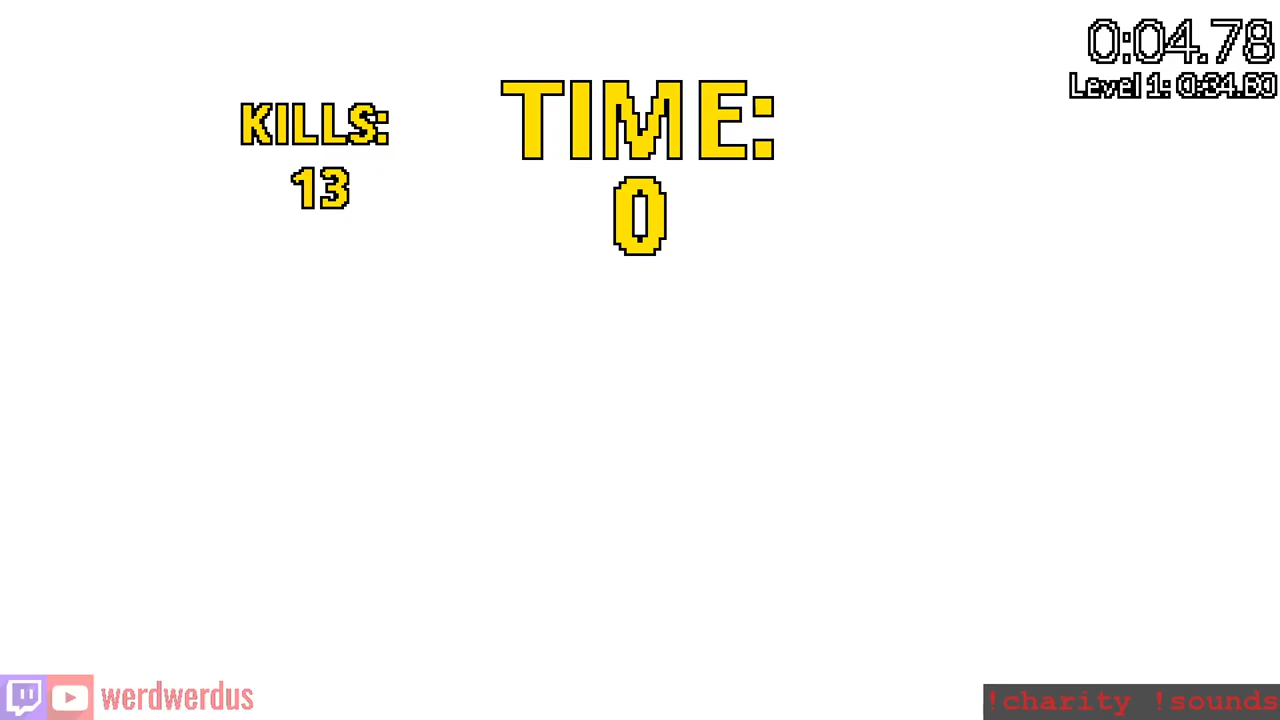 0:04.78
Level 1: 0:34.80
KILLS:
13
TIME:
0
werdwerdus
!charity !sounds